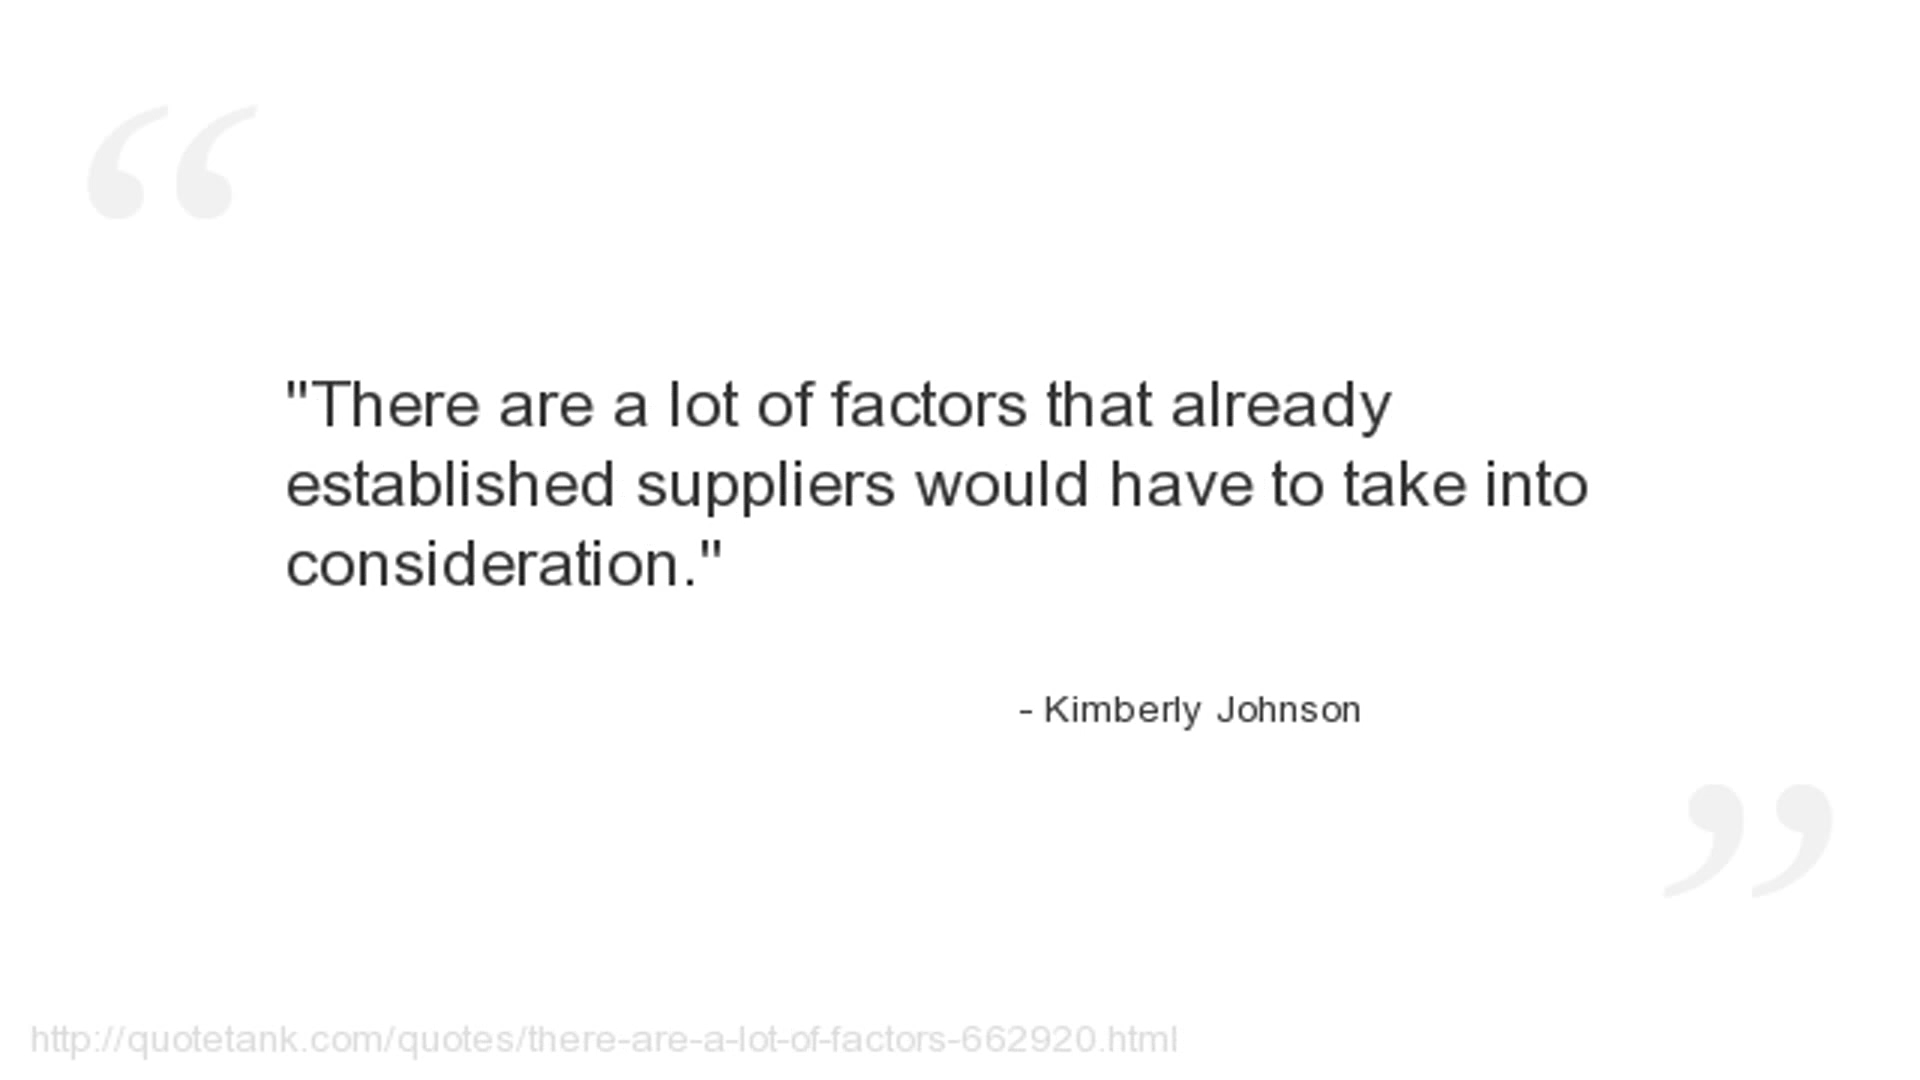 "There are a lot of factors that already
established suppliers would have to take into
consideration."
- Kimberly Johnson
http://quotetank.com/quotes/there-are-a-lot-of-factors-662920.html